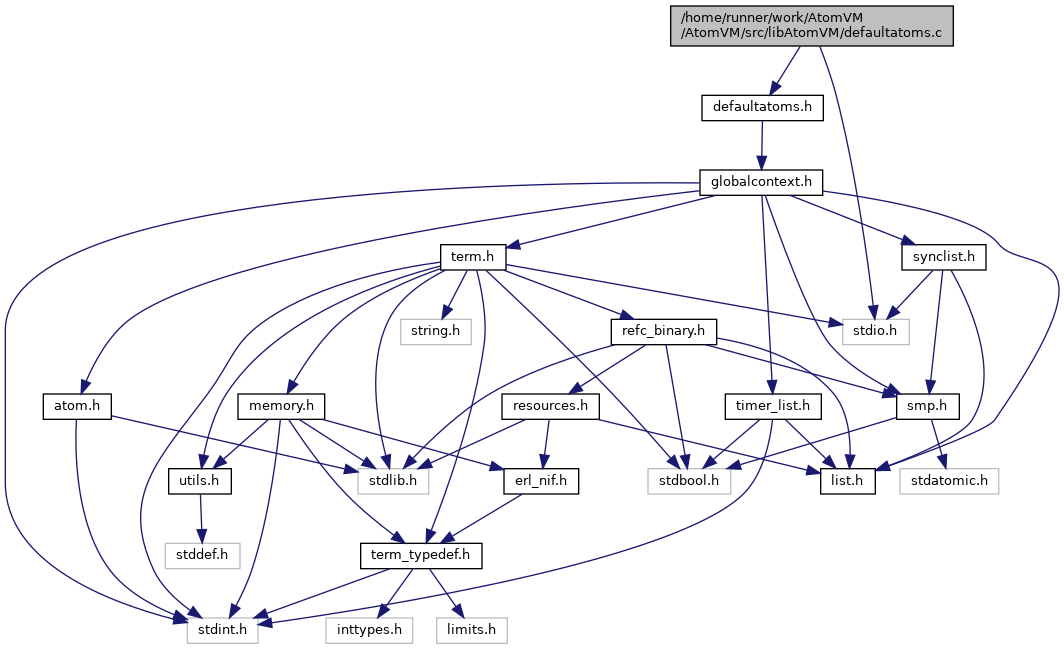 /home/runner/work/AtomVM
/AtomVM/src/libAtomVM/defaultatoms.c
defaultatoms.h
globalcontext.h
term.h
synclist.h
string.h
refc_binary.h
stdio.h
atom.h
memory.h
resources.h
timer_list.h
smp.h
utils.h
stdlib.h
erl_nif.h
stdbool.h
list.h
stdatomic.h
stddef.h
term_typedef.h
stdint.h
inttypes.h
limits.h